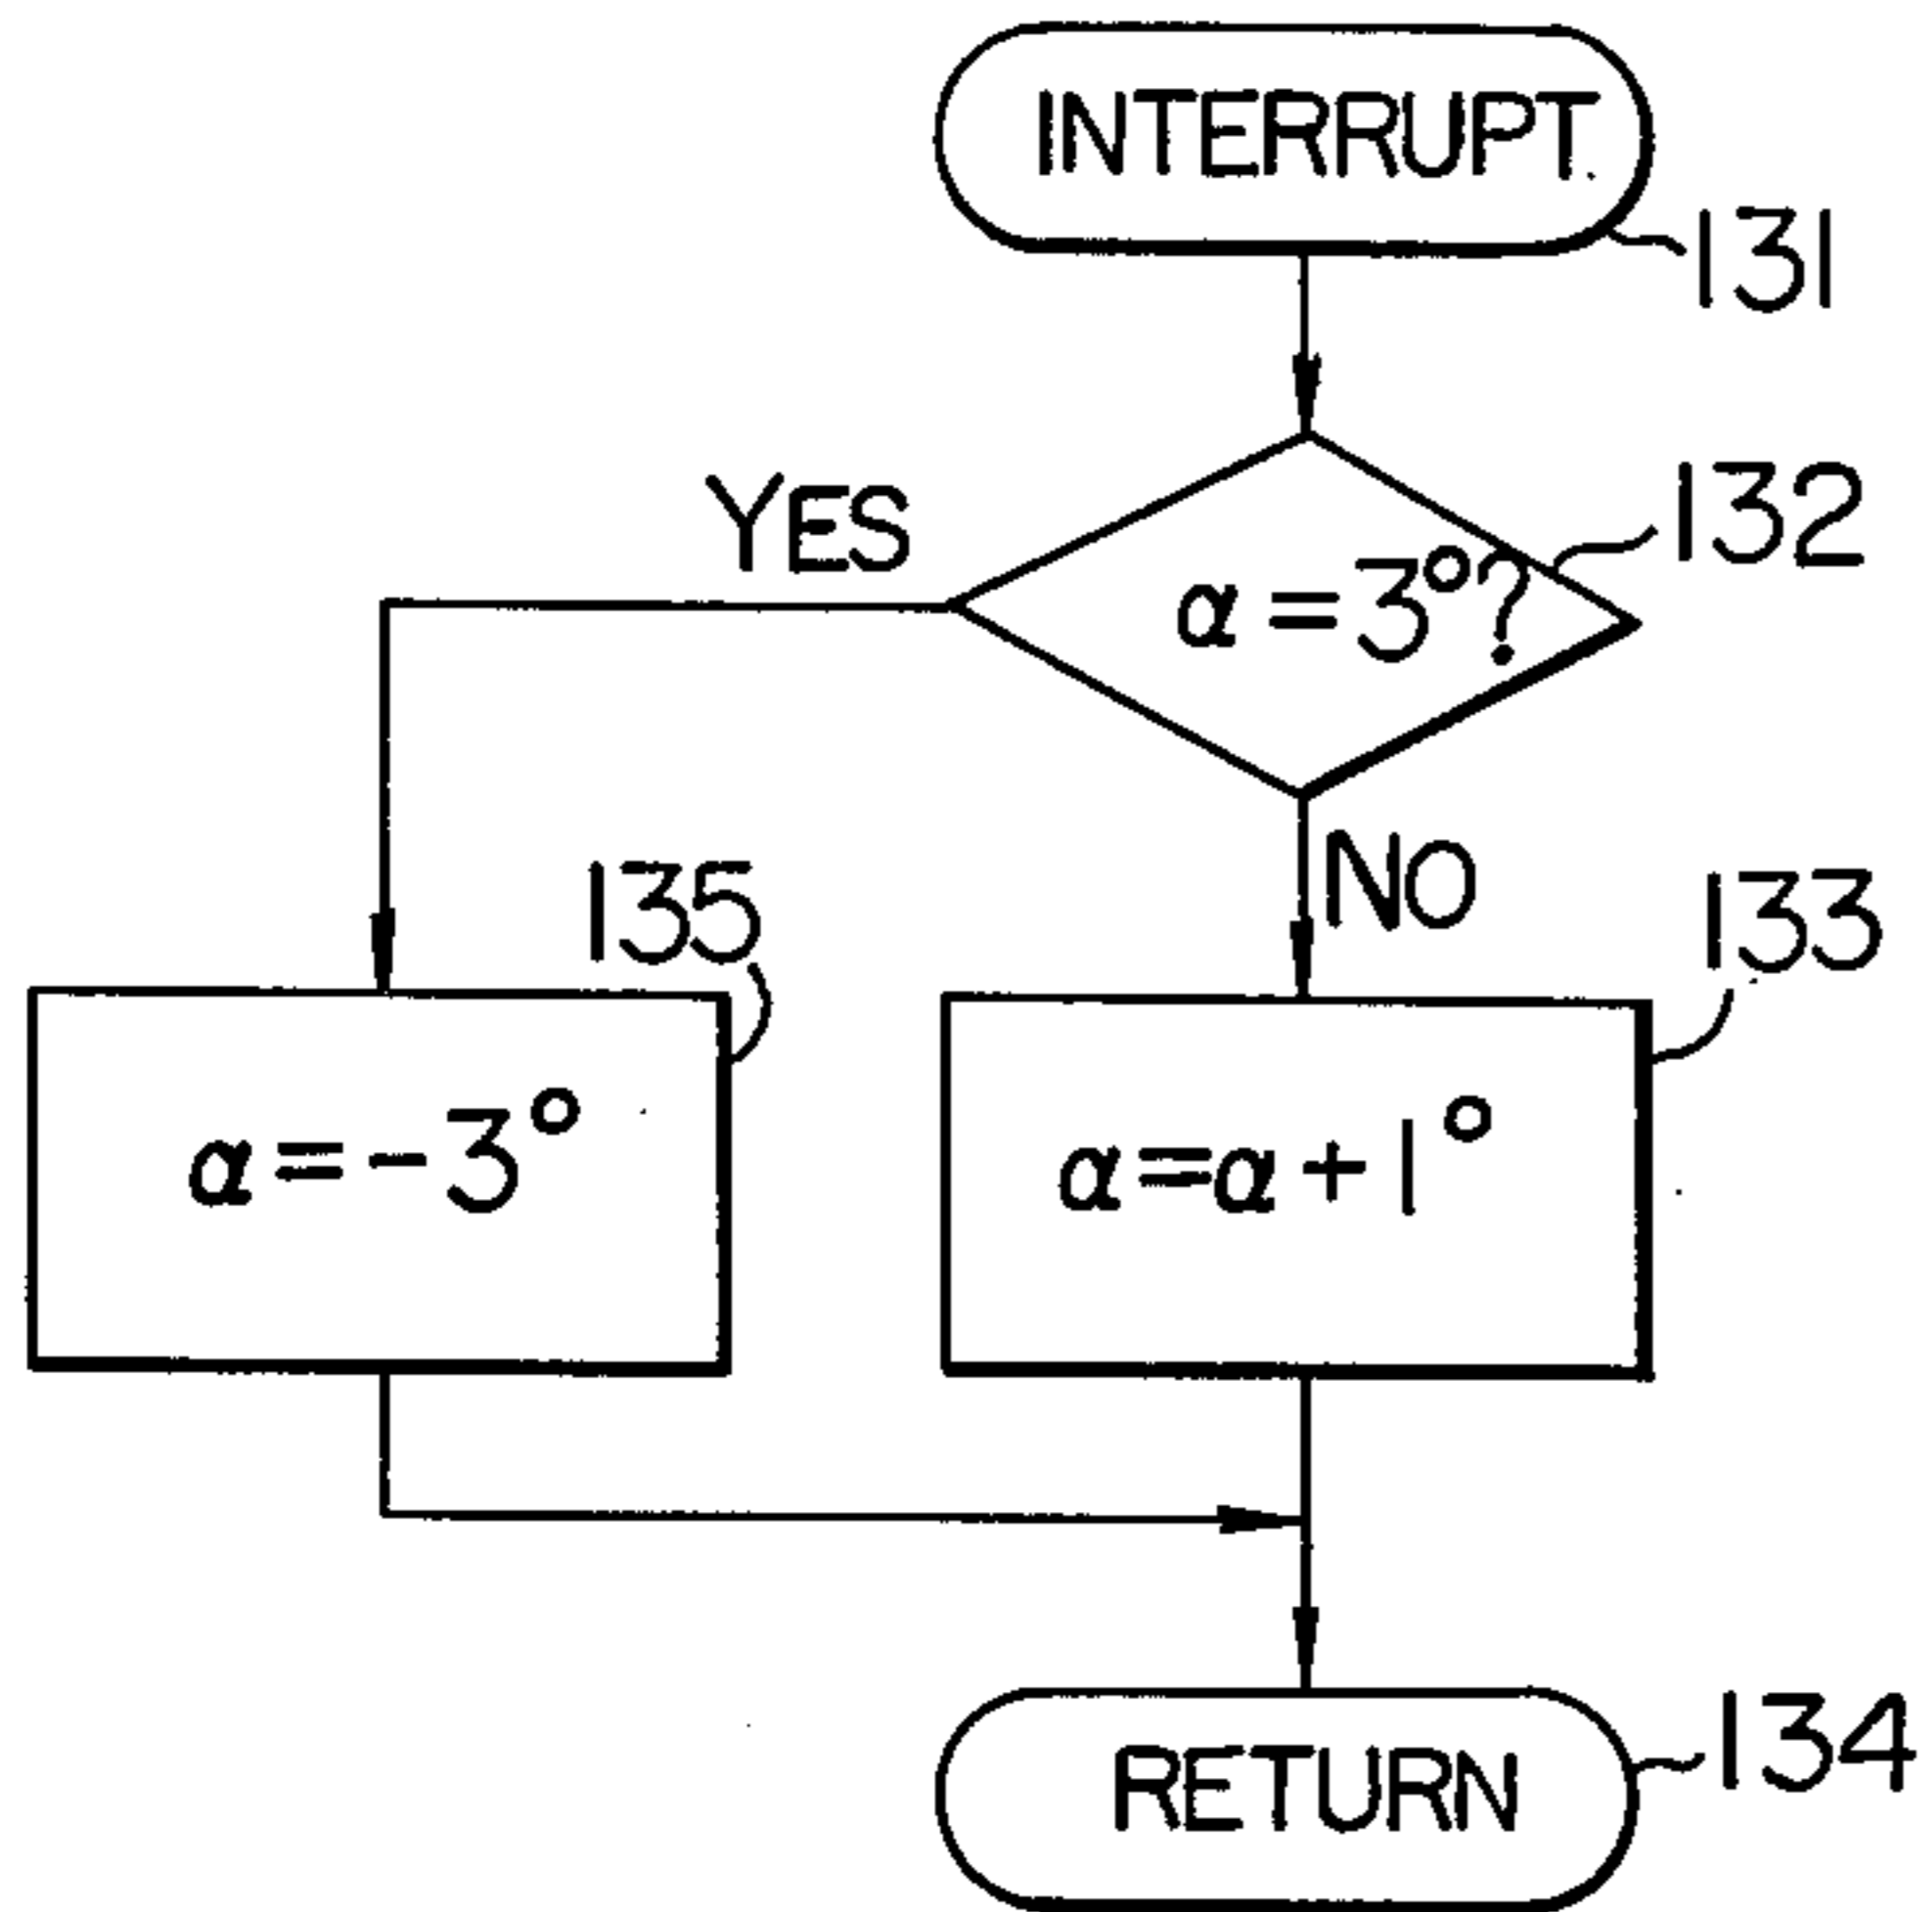 INTERRUPT
131
YES
α = 3°?
132
NO
135
133
α = -3°
α = α + 1°
RETURN
134